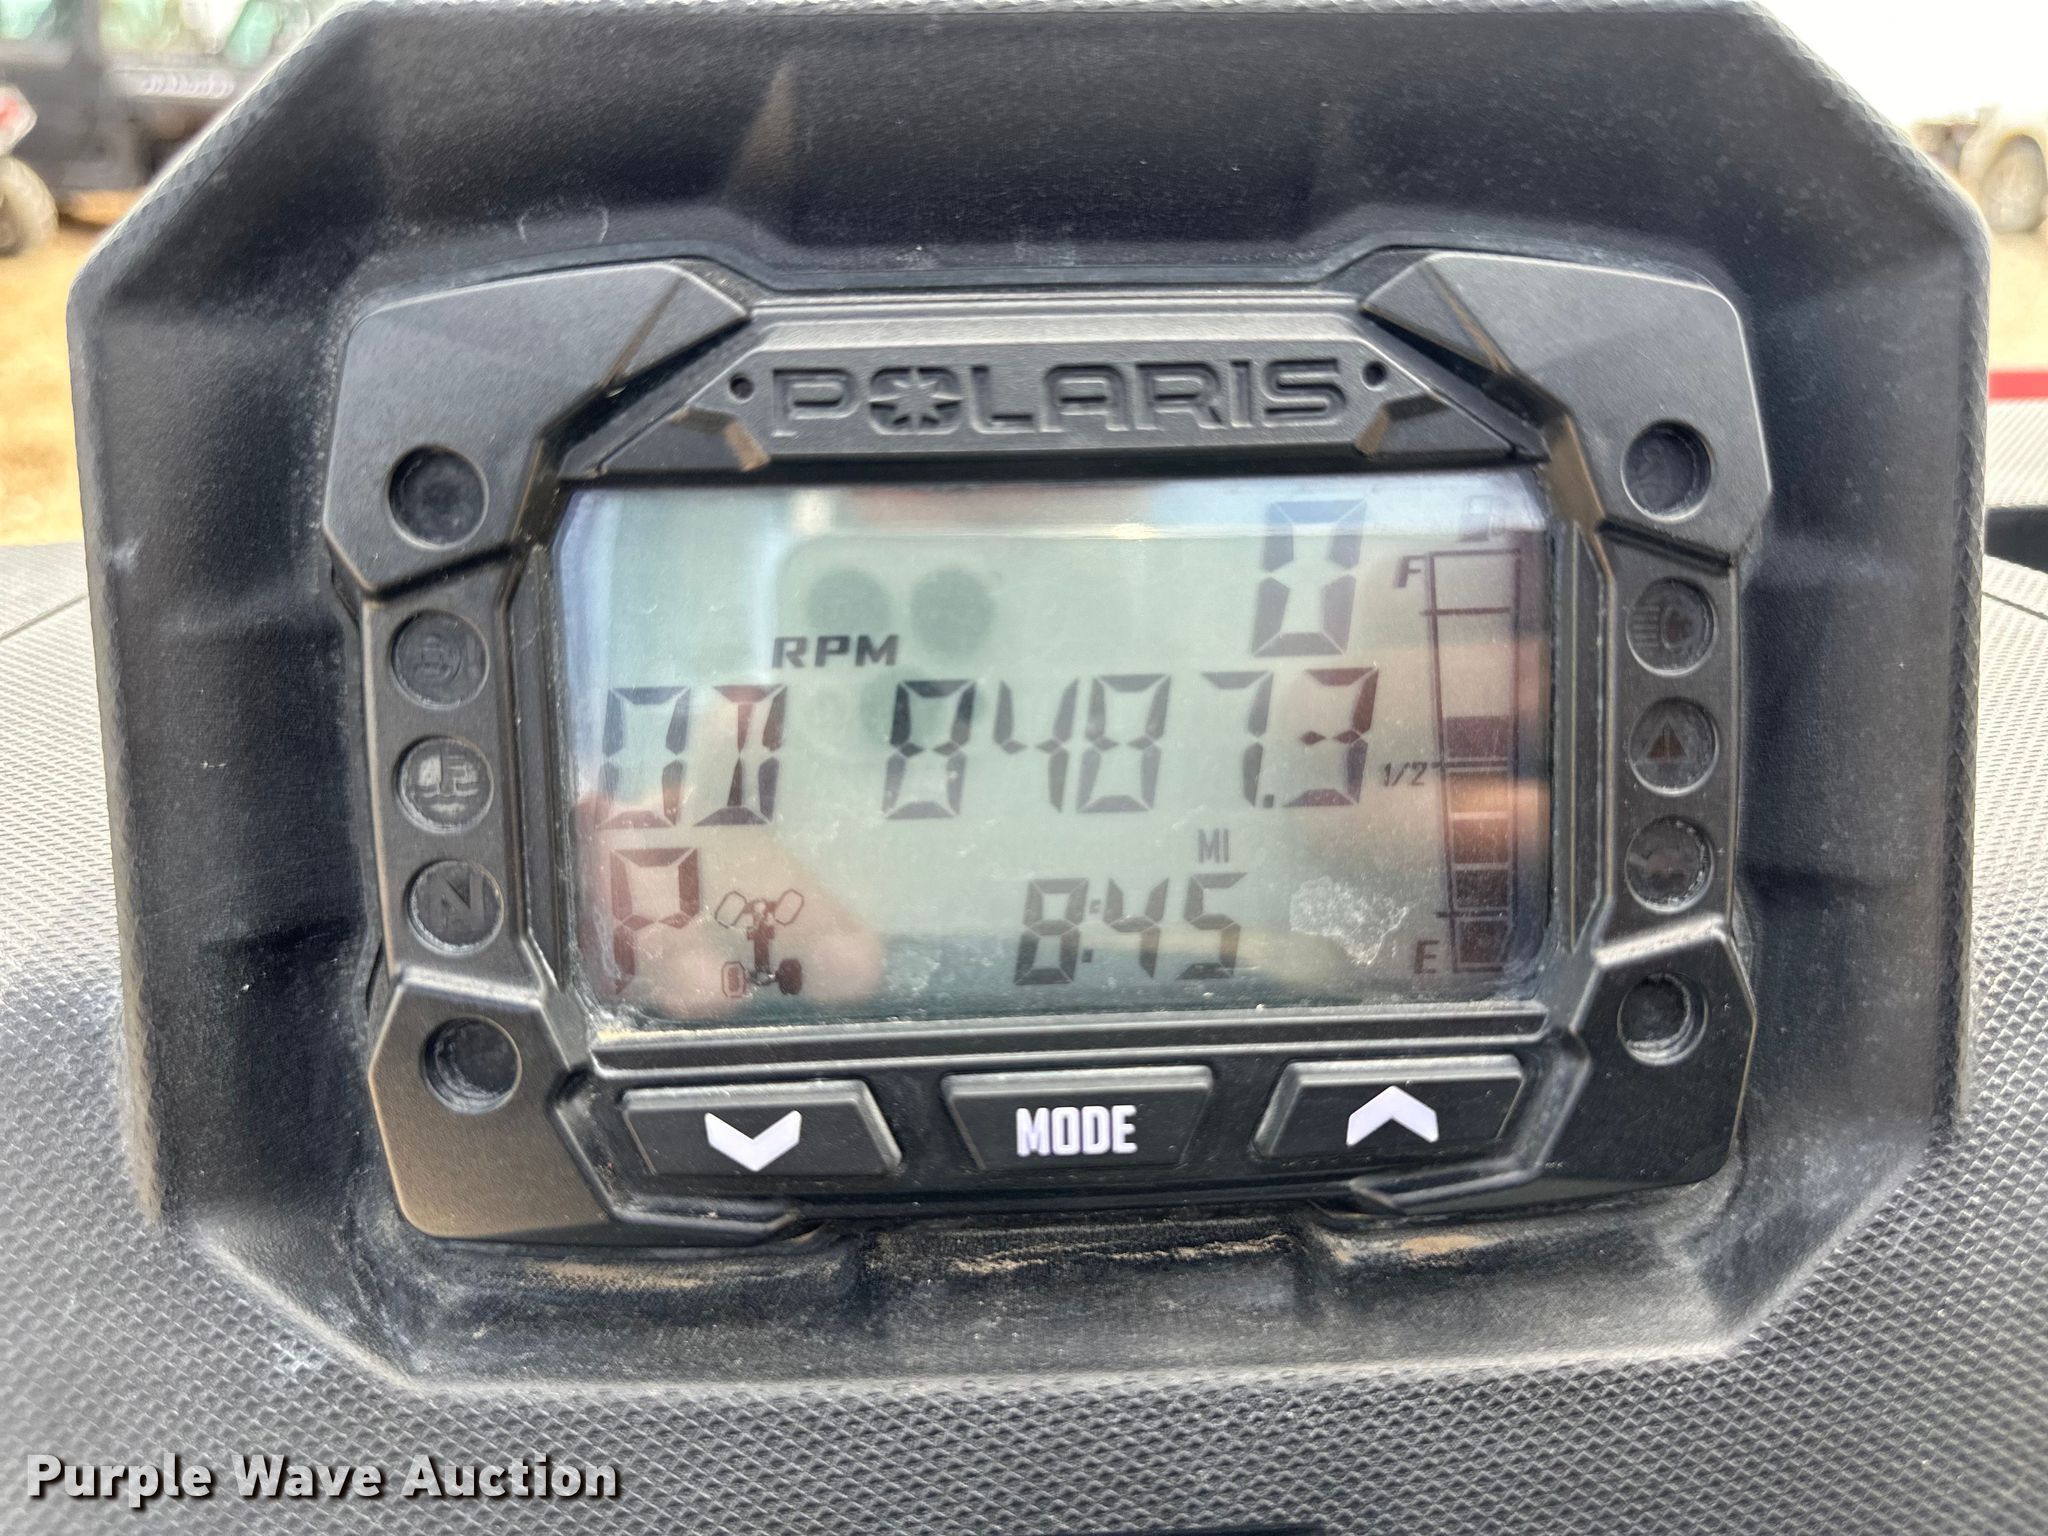 POLARIS
0
F
RPM
OD 8487.3
1/2
MI
P
8:45
E
N
MODE
Purple Wave Auction